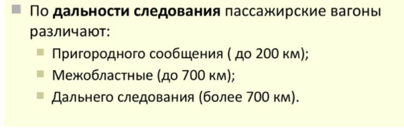 По дальности следования пассажирские вагоны
различают:
Пригородного сообщения ( до 200 км);
Межобластные (до 700 км);
Дальнего следования (более 700 км).